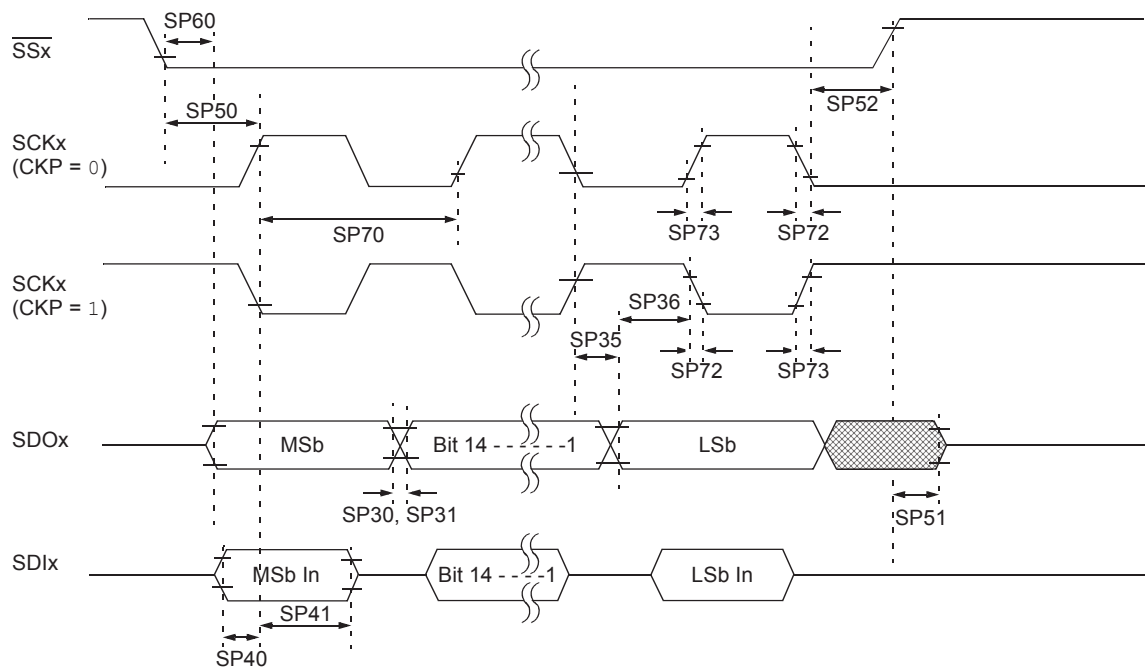 SP60
SSx
SP50
SP52
SCKx
(CKP = 0)
SP70
SP73
SP72
SCKx
(CKP = 1)
SP36
SP35
SP72
SP73
SDOx
MSb
Bit 14 - - - - - -1
LSb
SP30, SP31
SP51
SDIx
MSb In
Bit 14 - - - -1
LSb In
SP41
SP40